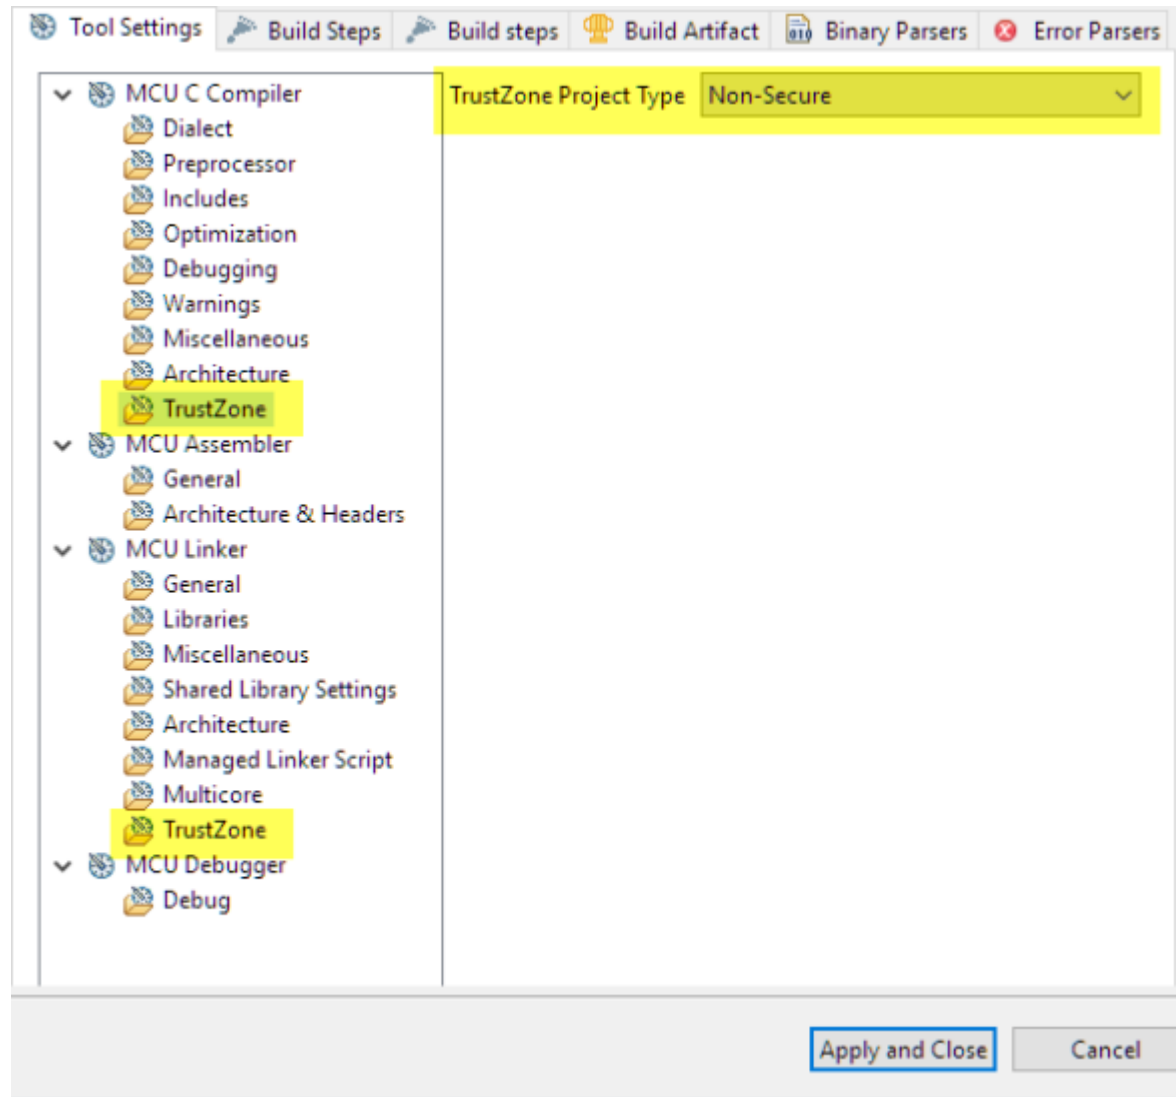 Tool Settings Build Steps Build steps Build Artifact Binary Parsers Error Parsers
MCU C Compiler
Dialect
Preprocessor
Includes
Optimization
Debugging
Warnings
Miscellaneous
Architecture
TrustZone
MCU Assembler
General
Architecture & Headers
MCU Linker
General
Libraries
Miscellaneous
Shared Library Settings
Architecture
Managed Linker Script
Multicore
TrustZone
MCU Debugger
Debug
TrustZone Project Type Non-Secure
Apply and Close Cancel